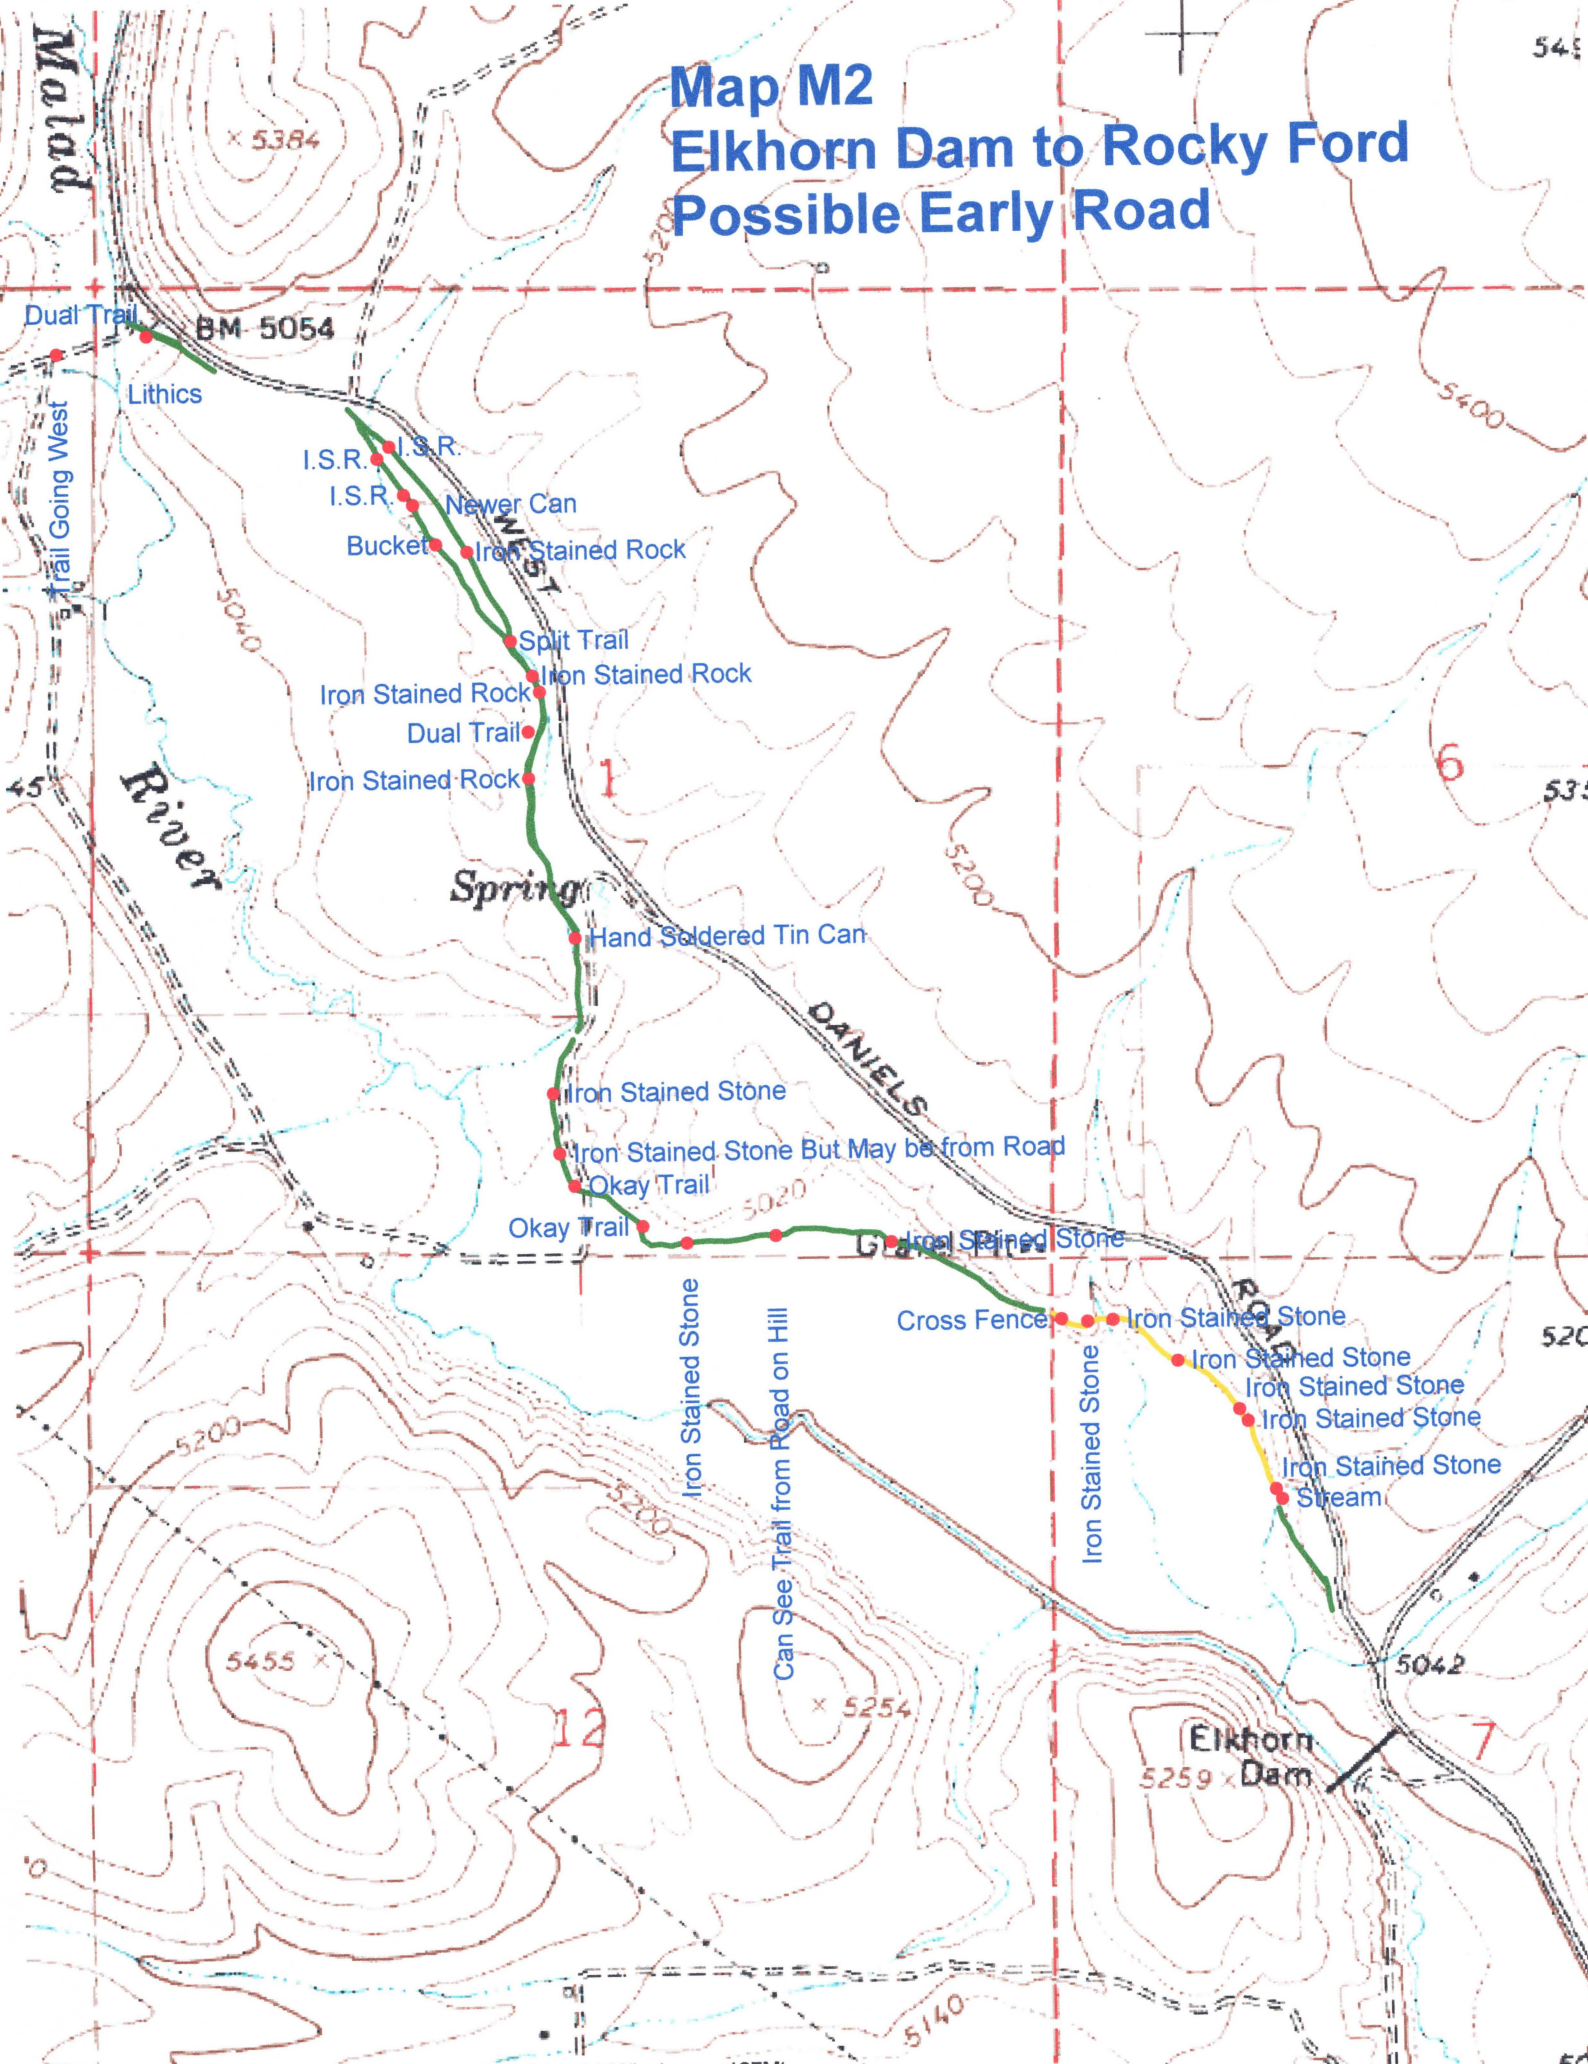 Malad
Map M2
Elkhorn Dam to Rocky Ford
Possible Early Road
5384
5200
Dual Trail
BM 5054
Lithics
Trail Going West
5400
I.S.R.
I.S.R.
I.S.R.
Newer Can
WEST
Bucket
Iron Stained Rock
5040
Split Trail
Iron Stained Rock
Iron Stained Rock
Dual Trail
Iron Stained Rock
1
6
45
River
5200
Spring
Hand Soldered Tin Can
DANIELS
Iron Stained Stone
Iron Stained Stone But May be from Road
Okay Trail
5020
Okay Trail
Iron Stained Stone
Cross Fence
ROAD
Iron Stained Stone
Iron Stained Stone
Can See Trail from Road on Hill
Iron Stained Stone
Iron Stained Stone
Iron Stained Stone
Iron Stained Stone
5200
Iron Stained Stone
Stream
5200
5455
5042
5254
12
Elkhorn
Dam
7
5259
5140